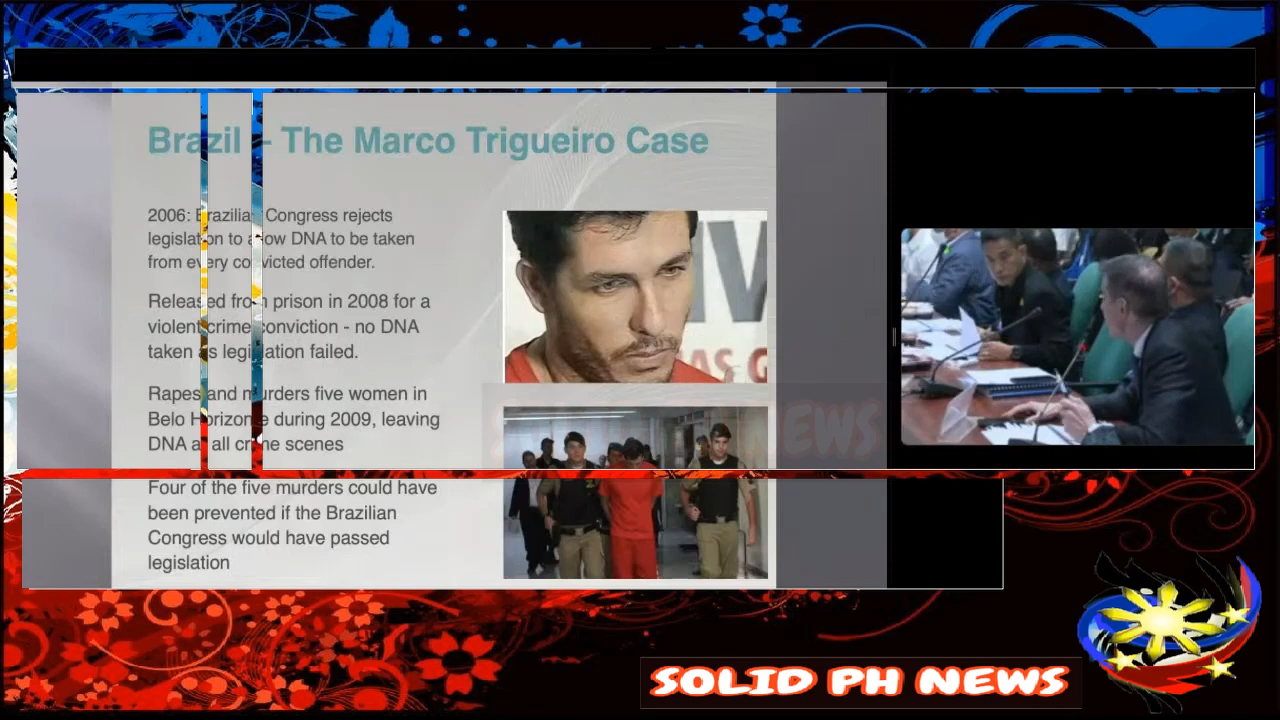 Brazil - The Marco Trigueiro Case
2006: Brazilian Congress rejects
legislation to allow DNA to be taken
from every convicted offender.
Released from prison in 2008 for a
violent crime conviction - no DNA
taken as legislation failed.
Rapes and murders five women in
Belo Horizonte during 2009, leaving
DNA at all crime scenes
Four of the five murders could have
been prevented if the Brazilian
Congress would have passed
legislation
NEWS
SOLID PH NEWS